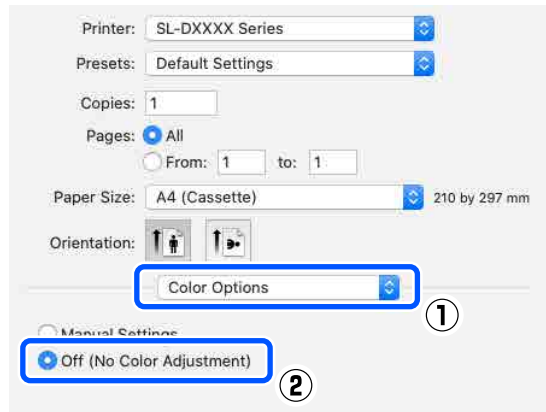 Printer: SL-DXXXX Series
Presets: Default Settings
Copies: 1
Pages: All
From: 1 to: 1
Paper Size: A4 (Cassette) 210 by 297 mm
Orientation:
Color Options
①
Manual Settings
Off (No Color Adjustment)
②